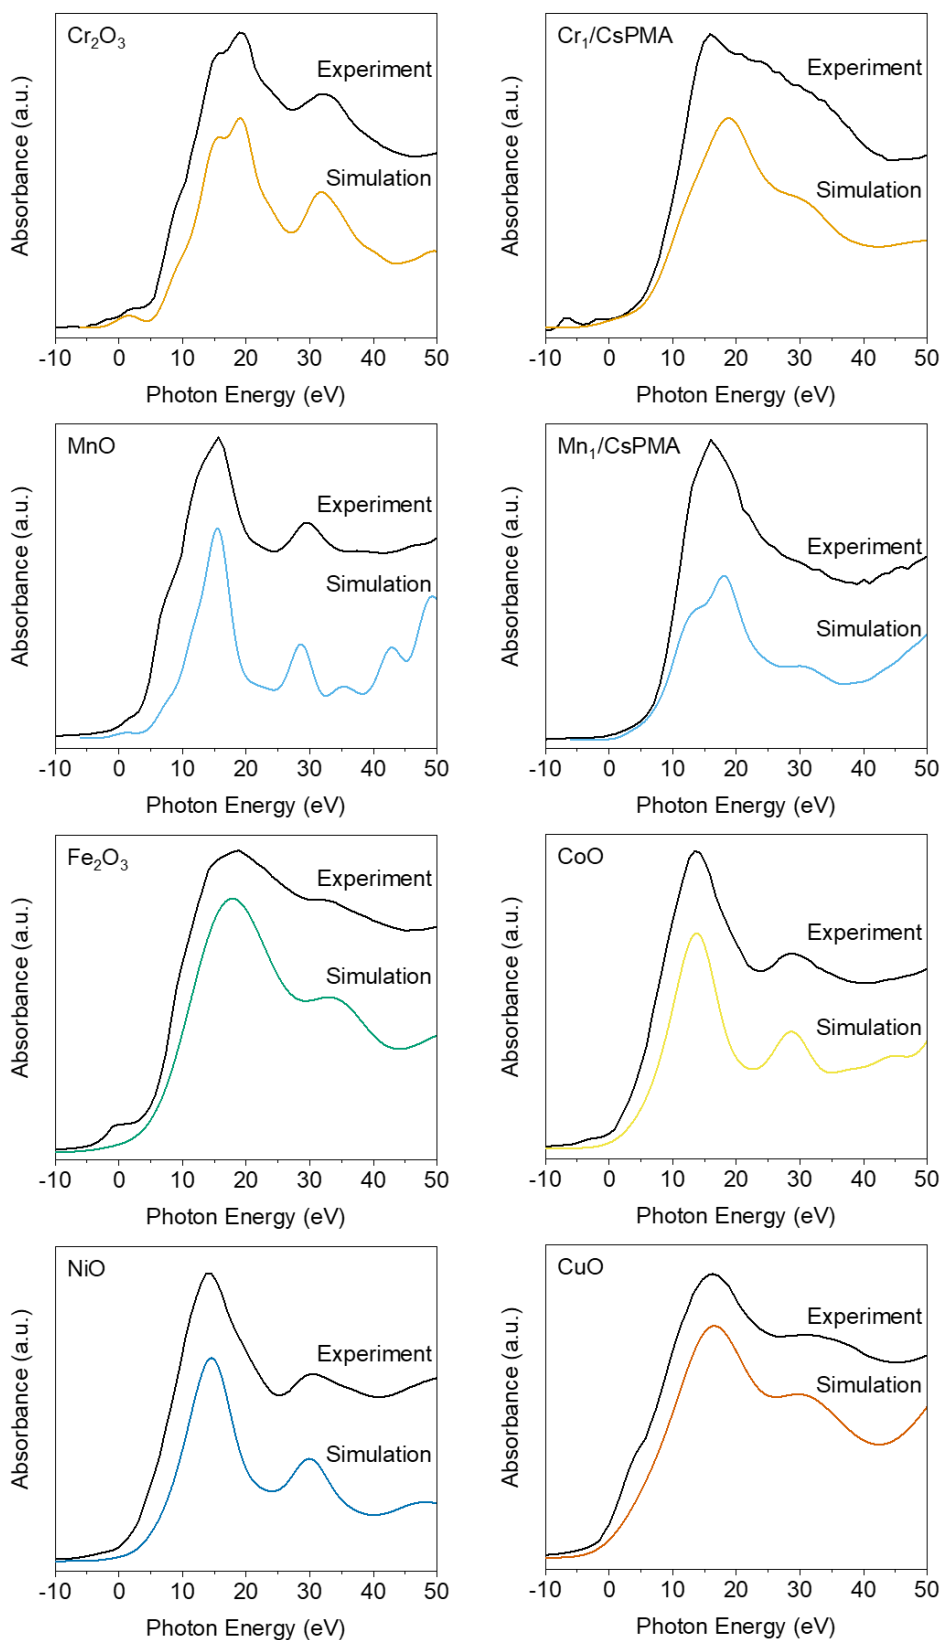 Cr₂O₃
Experiment
Simulation
Absorbance (a.u.)
-10 0 10 20 30 40 50
Photon Energy (eV)
Cr₁/CsPMA
Experiment
Simulation
Absorbance (a.u.)
-10 0 10 20 30 40 50
Photon Energy (eV)
MnO
Experiment
Simulation
Absorbance (a.u.)
-10 0 10 20 30 40 50
Photon Energy (eV)
Mn₁/CsPMA
Experiment
Simulation
Absorbance (a.u.)
-10 0 10 20 30 40 50
Photon Energy (eV)
Fe₂O₃
Experiment
Simulation
Absorbance (a.u.)
-10 0 10 20 30 40 50
Photon Energy (eV)
CoO
Experiment
Simulation
Absorbance (a.u.)
-10 0 10 20 30 40 50
Photon Energy (eV)
NiO
Experiment
Simulation
Absorbance (a.u.)
-10 0 10 20 30 40 50
Photon Energy (eV)
CuO
Experiment
Simulation
Absorbance (a.u.)
-10 0 10 20 30 40 50
Photon Energy (eV)